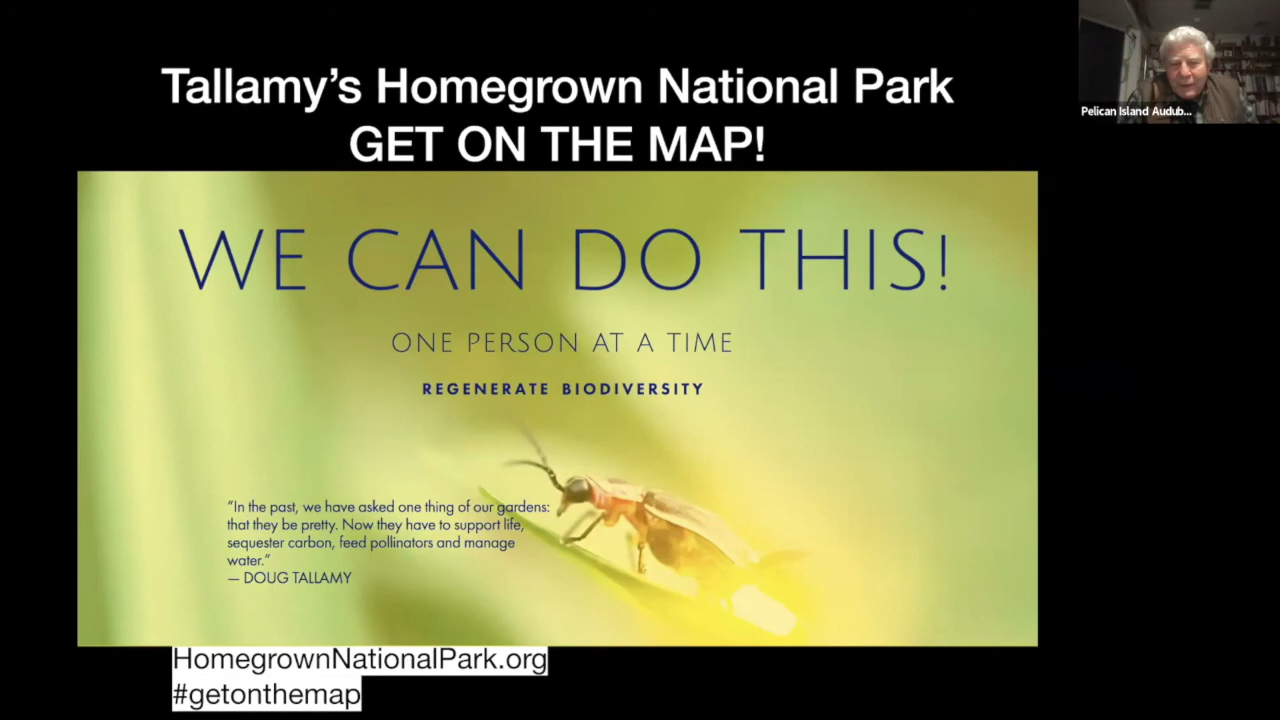 Tallamy’s Homegrown National Park
GET ON THE MAP!
Pelican Island Audub...
WE CAN DO THIS!
ONE PERSON AT A TIME
REGENERATE BIODIVERSITY
“In the past, we have asked one thing of our gardens:
that they be pretty. Now they have to support life,
sequester carbon, feed pollinators and manage
water.”
— DOUG TALLAMY
HomegrownNationalPark.org
#getonthemap